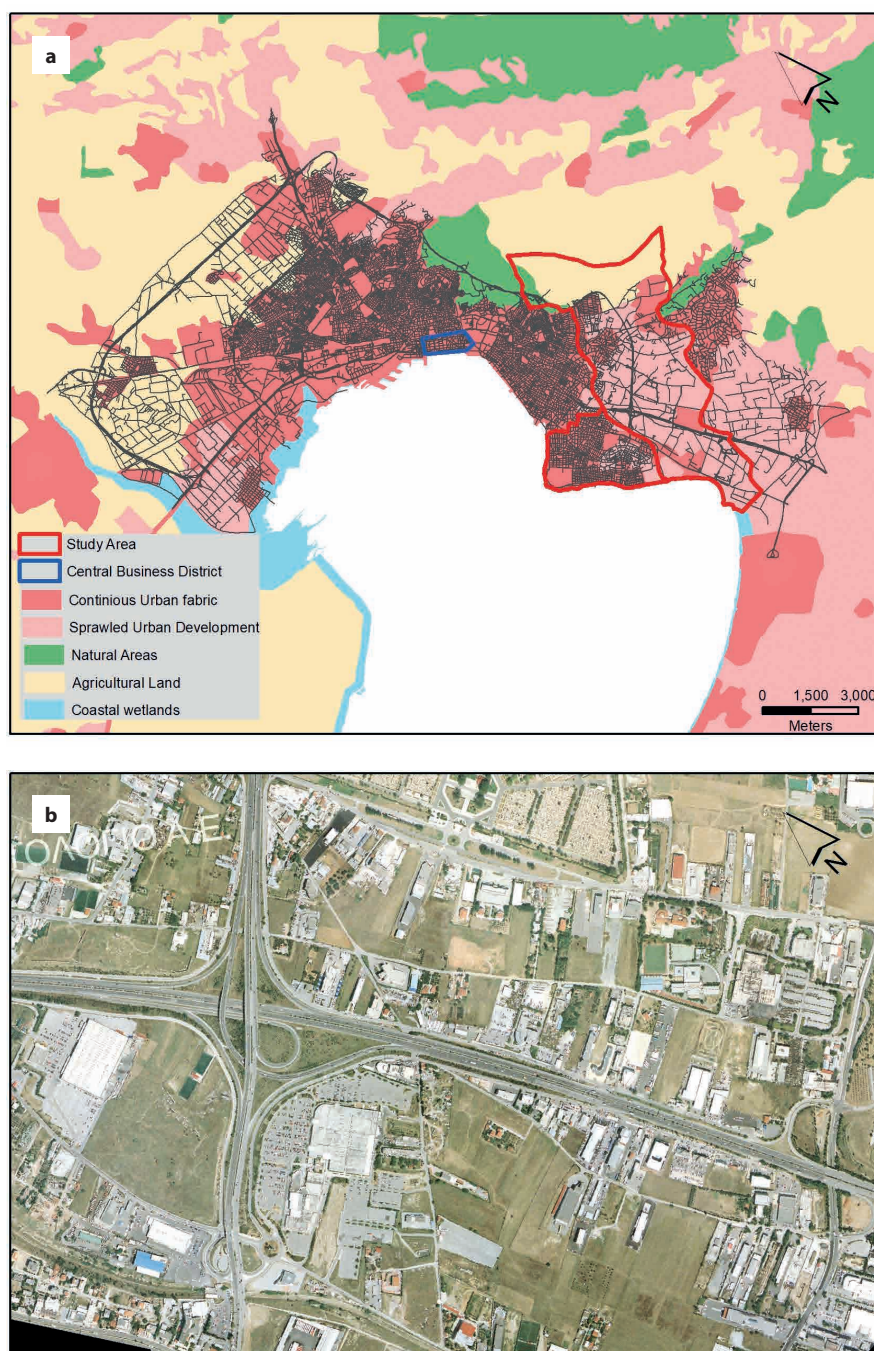 a
N
Study Area
Central Business District
Continious Urban fabric
Sprawled Urban Development
Natural Areas
Agricultural Land
Coastal wetlands
0 1,500 3,000
Meters
b
N